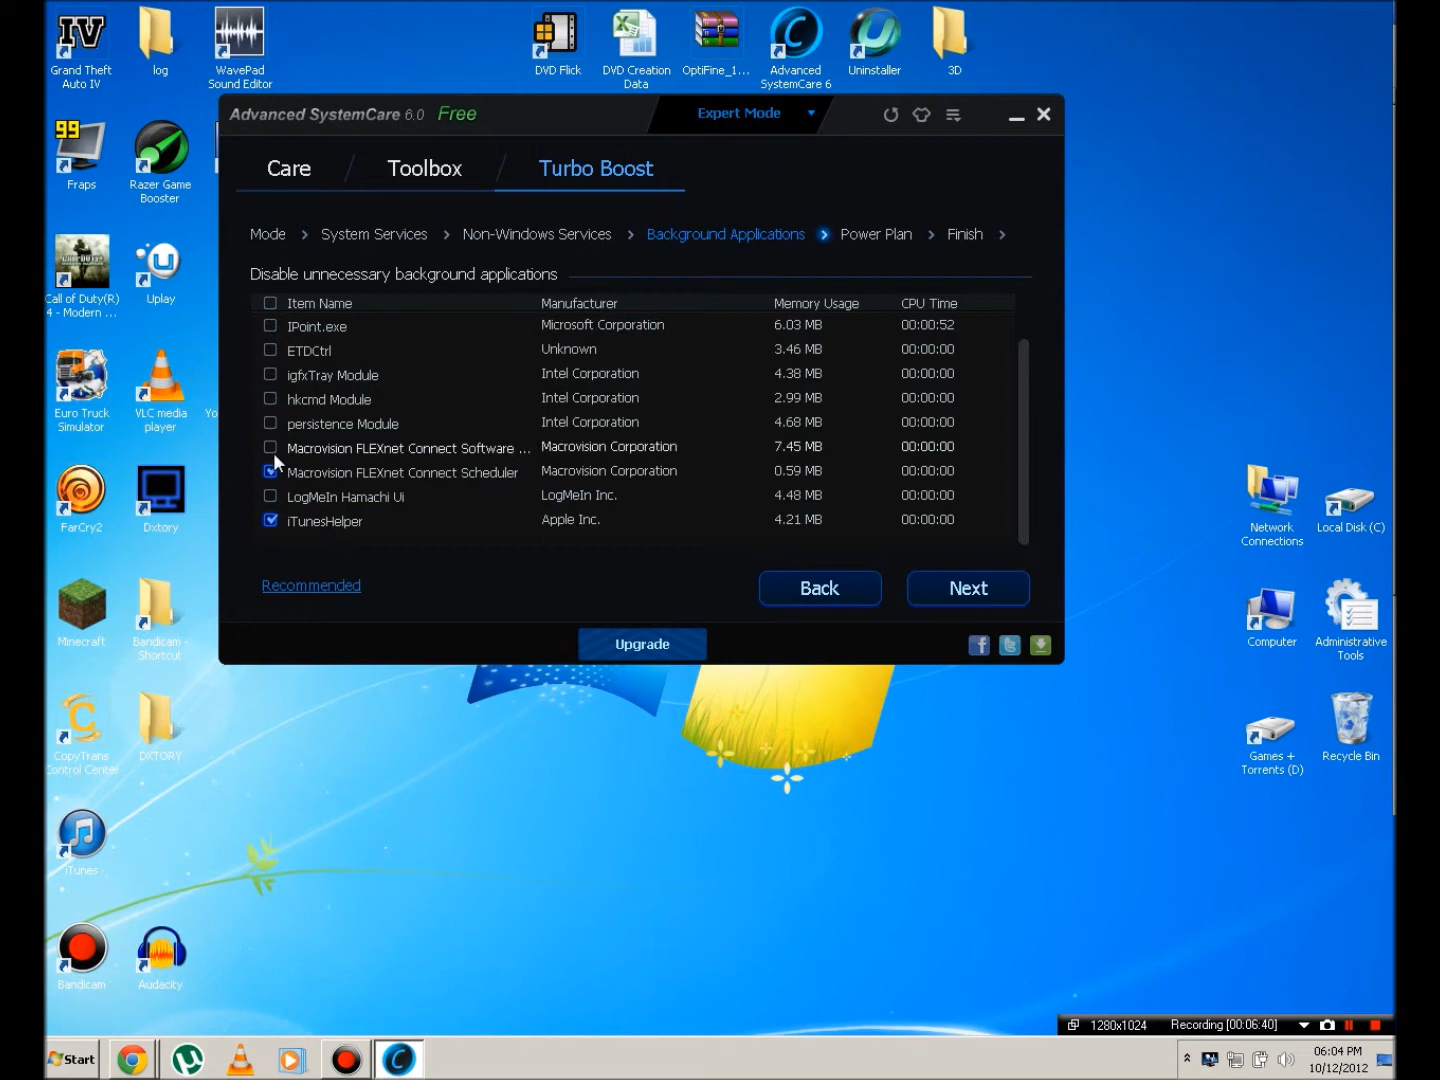 Grand Theft
Auto IV
log
WavePad
Sound Editor
DVD Flick
DVD Creation
Data
OptiFine_1...
Advanced
SystemCare 6
Uninstaller
3D
99
Fraps
Razer Game
Booster
Call of Duty(R)
4 - Modern ...
Uplay
Euro Truck
Simulator
VLC media
player
Yo
FarCry2
Dxtory
Minecraft
Bandicam -
Shortcut
CopyTrans
Control Center
DXTORY
iTunes
Bandicam
Audacity
Advanced SystemCare 6.0 Free
Expert Mode
Care
Toolbox
Turbo Boost
Mode > System Services > Non-Windows Services > Background Applications > Power Plan > Finish >
Disable unnecessary background applications
Item Name Manufacturer Memory Usage CPU Time
IPoint.exe Microsoft Corporation 6.03 MB 00:00:52
ETDCtrl Unknown 3.46 MB 00:00:00
igfxTray Module Intel Corporation 4.38 MB 00:00:00
hkcmd Module Intel Corporation 2.99 MB 00:00:00
persistence Module Intel Corporation 4.68 MB 00:00:00
Macrovision FLEXnet Connect Software ... Macrovision Corporation 7.45 MB 00:00:00
Macrovision FLEXnet Connect Scheduler Macrovision Corporation 0.59 MB 00:00:00
LogMeIn Hamachi Ui LogMeIn Inc. 4.48 MB 00:00:00
iTunesHelper Apple Inc. 4.21 MB 00:00:00
Recommended
Back
Next
Upgrade
Network
Connections
Local Disk (C)
Computer
Administrative
Tools
Games +
Torrents (D)
Recycle Bin
1280x1024 Recording [00:06:40]
Start
06:04 PM
10/12/2012